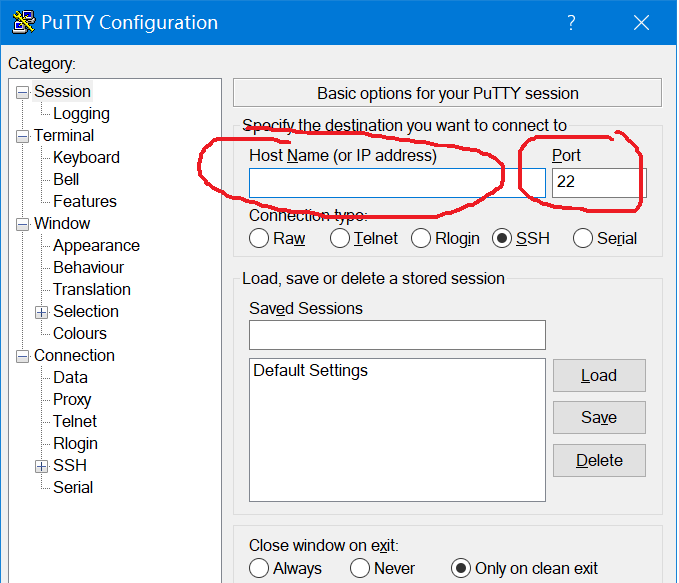 PuTTY Configuration
?
Category:
Session
Logging
Terminal
Keyboard
Bell
Features
Window
Appearance
Behaviour
Translation
Selection
Colours
Connection
Data
Proxy
Telnet
Rlogin
SSH
Serial
Basic options for your PuTTY session
Specify the destination you want to connect to
Host Name (or IP address) Port
22
Connection type:
Raw Telnet Rlogin SSH Serial
Load, save or delete a stored session
Saved Sessions
Default Settings
Load
Save
Delete
Close window on exit:
Always Never Only on clean exit